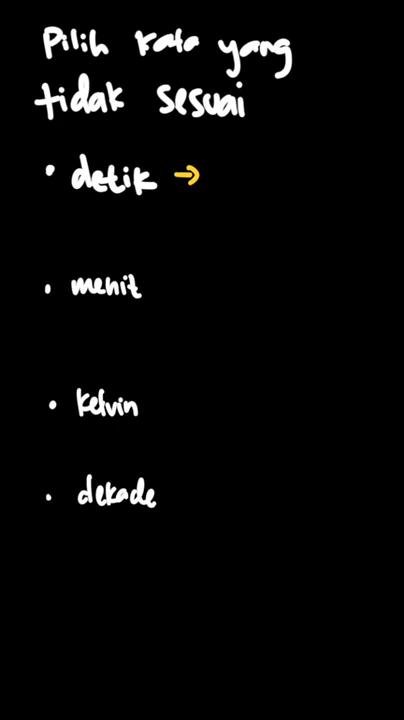 Pilih kata yang
tidak sesuai
• detik →
• menit
• kelvin
• dekade